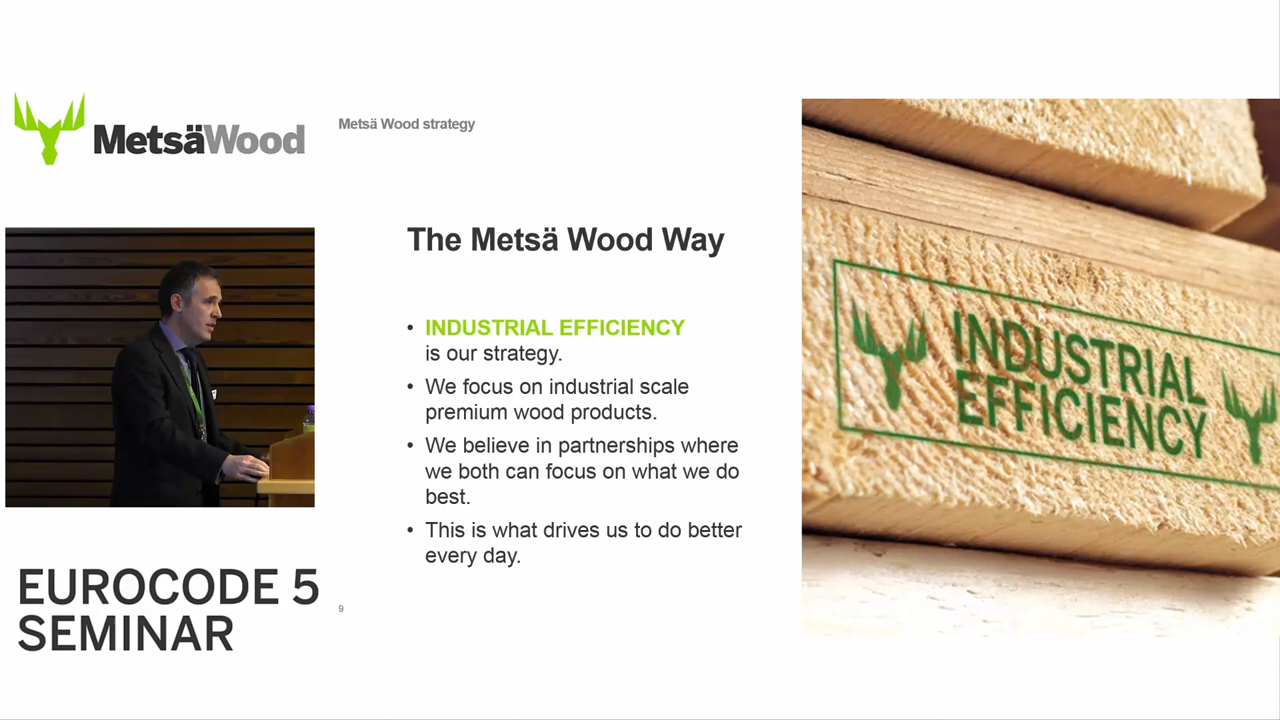 MetsäWood
Metsä Wood strategy
The Metsä Wood Way
• INDUSTRIAL EFFICIENCY
is our strategy.
• We focus on industrial scale
premium wood products.
• We believe in partnerships where
we both can focus on what we do
best.
• This is what drives us to do better
every day.
INDUSTRIAL
EFFICIENCY
EUROCODE 5
SEMINAR
9